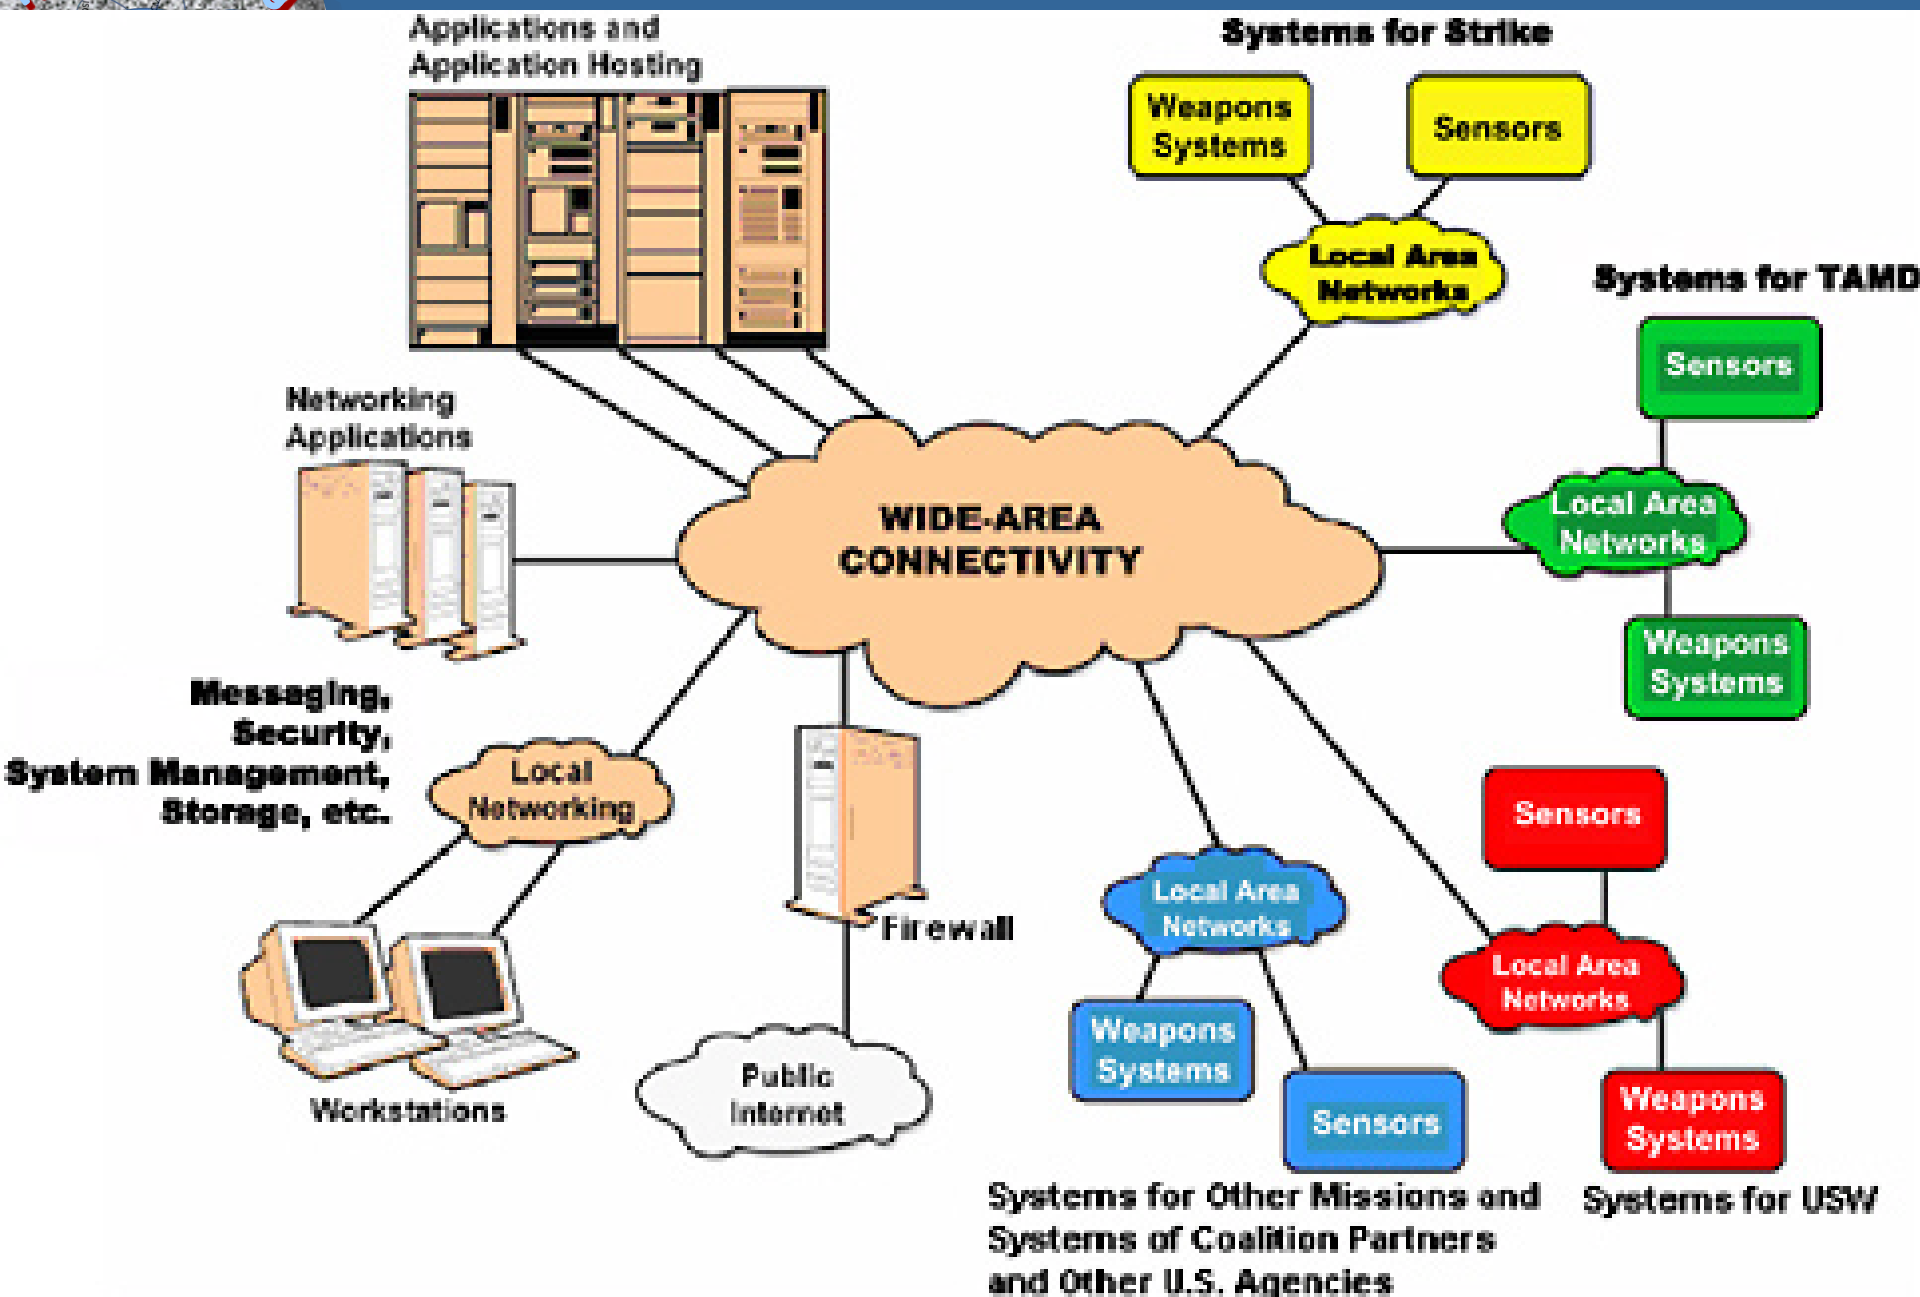 Applications and
Application Hosting
Systems for Strike
Weapons
Systems
Sensors
Local Area
Networks
Systems for TAMD
Sensors
Local Area
Networks
Weapons
Systems
Networking
Applications
WIDE-AREA
CONNECTIVITY
Messaging,
Security,
System Management,
Storage, etc.
Local
Networking
Workstations
Firewall
Public
Internet
Local Area
Networks
Weapons
Systems
Sensors
Systems for Other Missions and
Systems of Coalition Partners
and Other U.S. Agencies
Sensors
Local Area
Networks
Weapons
Systems
Systems for USW